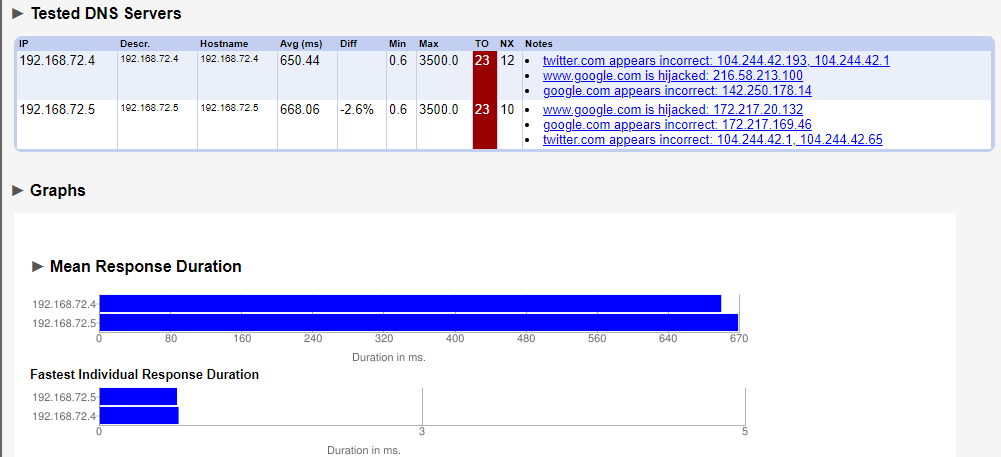 Tested DNS Servers
IP Descr. Hostname Avg (ms) Diff Min Max TO NX Notes
192.168.72.4 192.168.72.4 192.168.72.4 650.44 0.6 3500.0 23 12 twitter.com appears incorrect: 104.244.42.193, 104.244.42.1
www.google.com is hijacked: 216.58.213.100
google.com appears incorrect: 142.250.178.14
192.168.72.5 192.168.72.5 192.168.72.5 668.06 -2.6% 0.6 3500.0 23 10 www.google.com is hijacked: 172.217.20.132
google.com appears incorrect: 172.217.169.46
twitter.com appears incorrect: 104.244.42.1, 104.244.42.65
Graphs
Mean Response Duration
192.168.72.4
192.168.72.5
0 80 160 240 320 400 480 560 640 670
Duration in ms.
Fastest Individual Response Duration
192.168.72.5
192.168.72.4
0 3 5
Duration in ms.